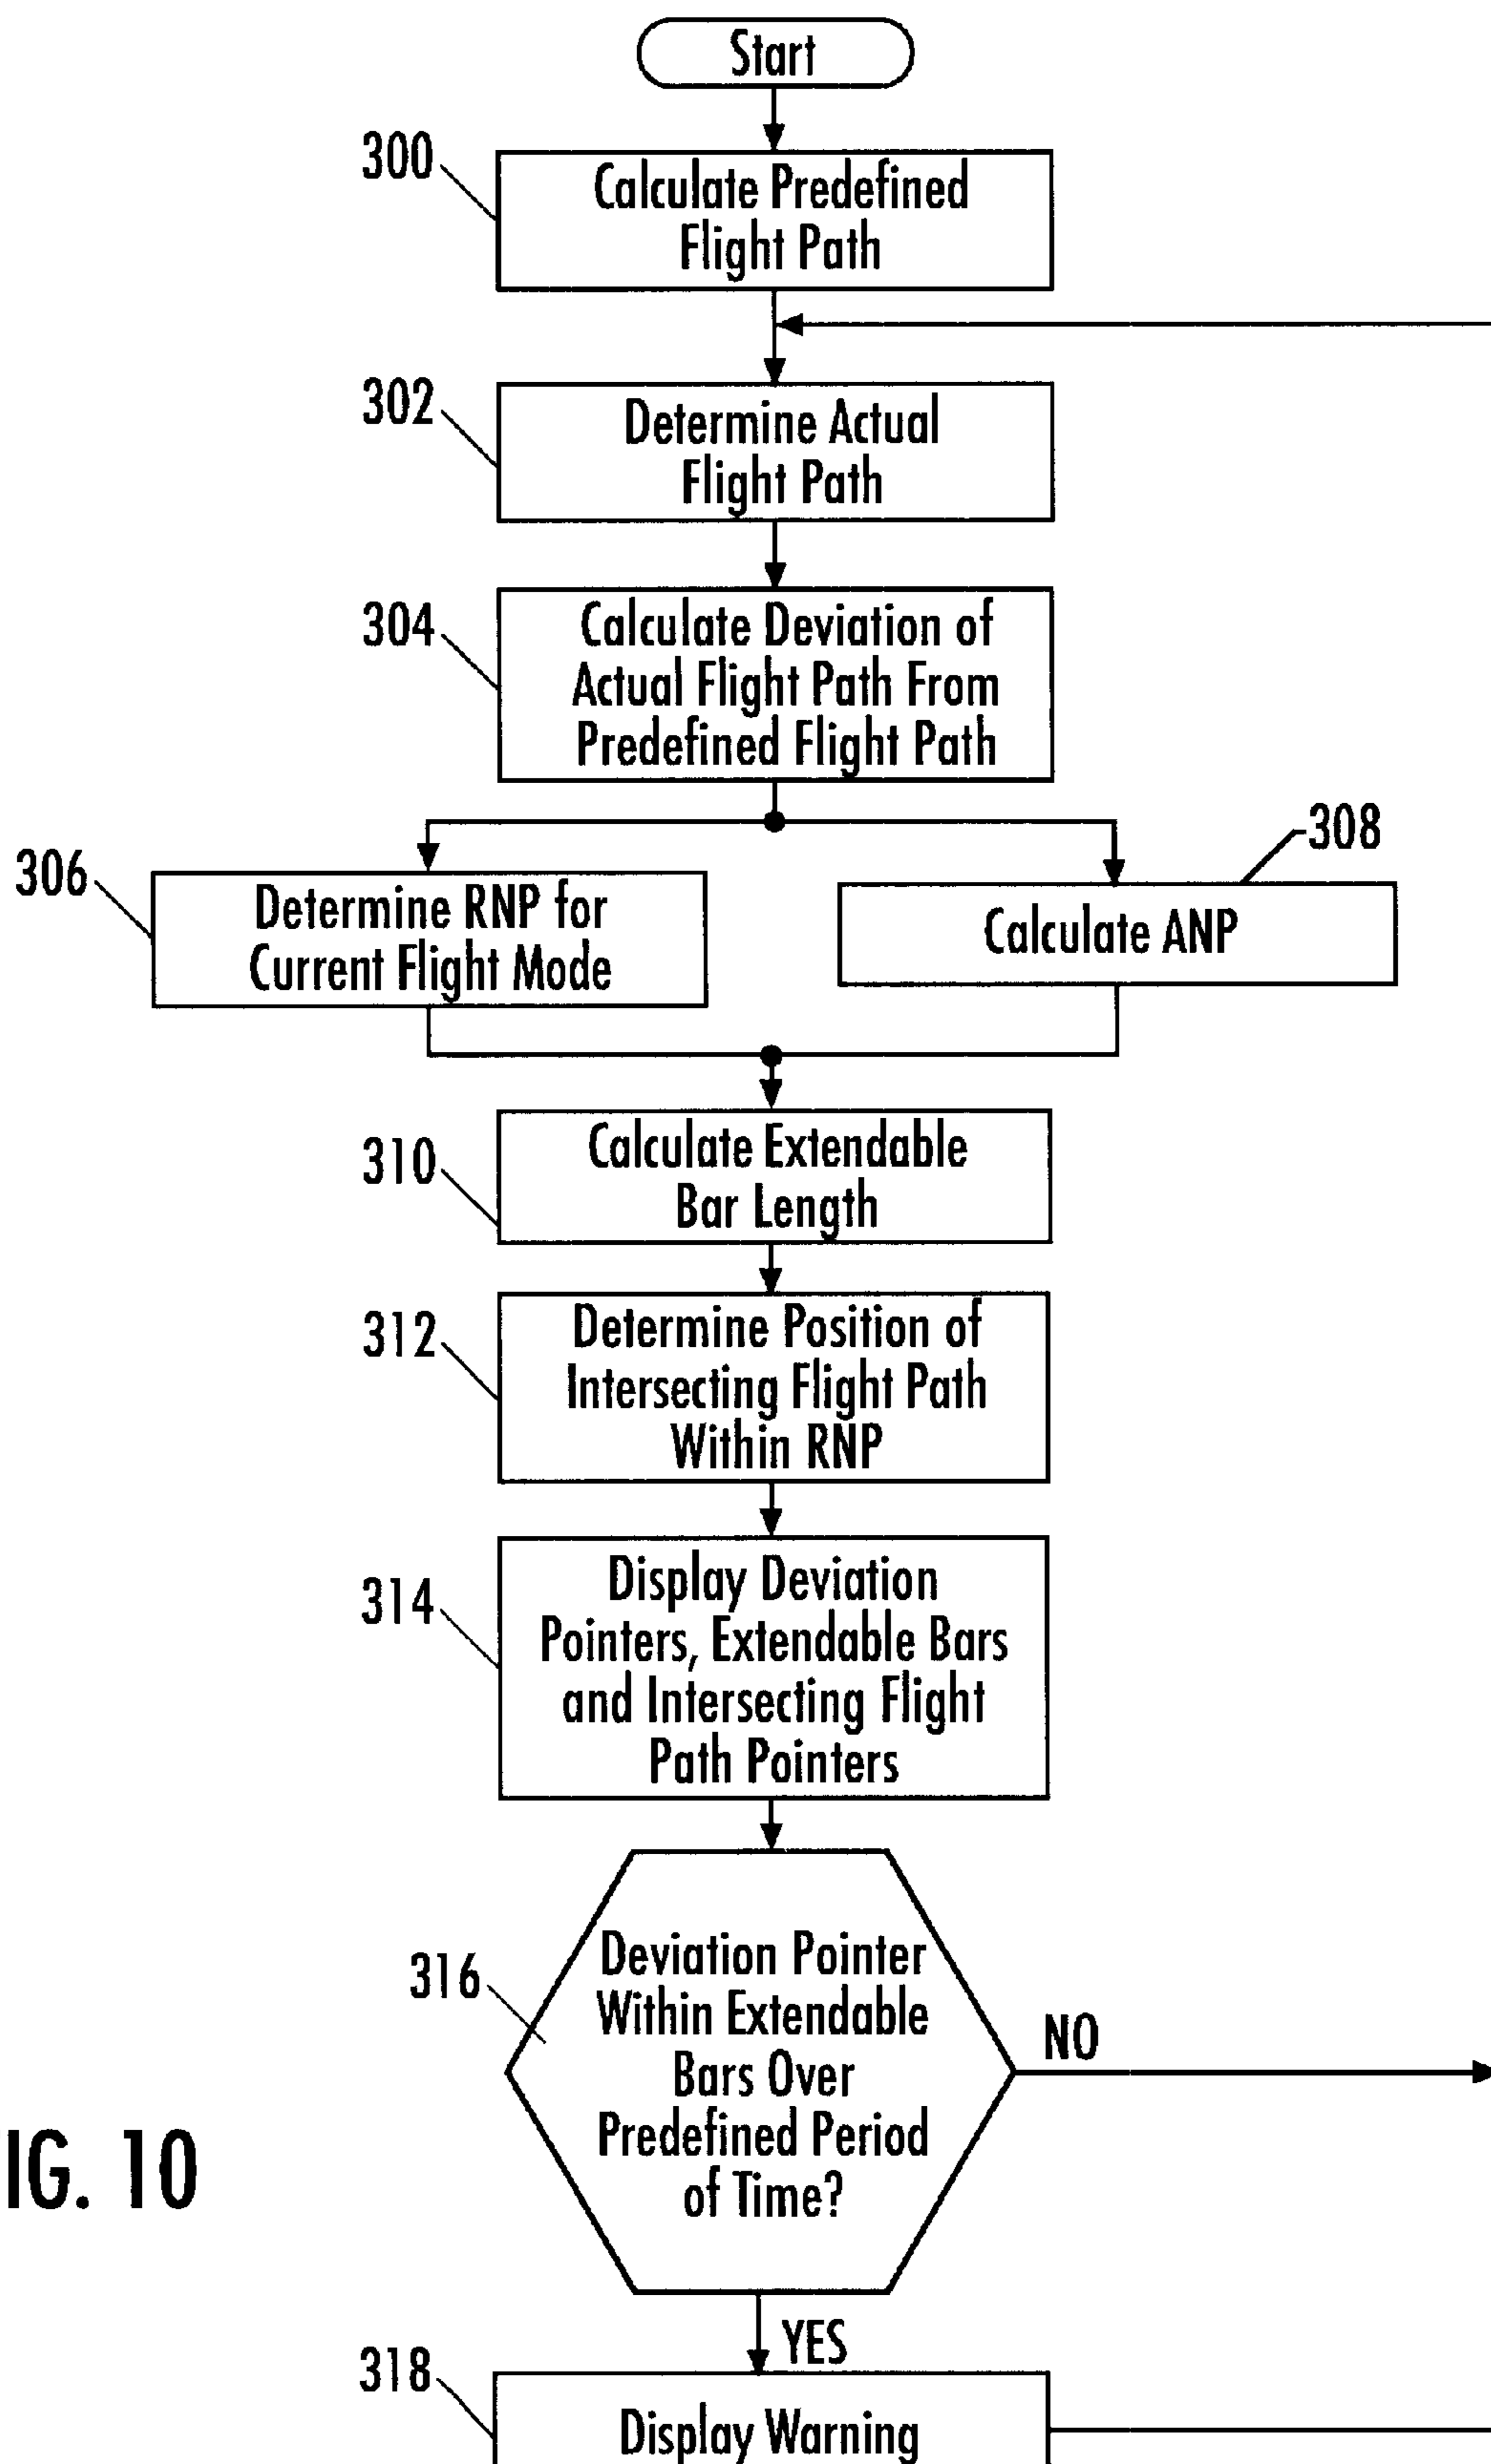 Start
300
Calculate Predefined
Flight Path
302
Determine Actual
Flight Path
304
Calculate Deviation of
Actual Flight Path From
Predefined Flight Path
306
Determine RNP for
Current Flight Mode
308
Calculate ANP
310
Calculate Extendable
Bar Length
312
Determine Position of
Intersecting Flight Path
Within RNP
314
Display Deviation
Pointers, Extendable Bars
and Intersecting Flight
Path Pointers
316
Deviation Pointer
Within Extendable
Bars Over
Predefined Period
of Time?
NO
IG. 10
YES
318
Display Warning